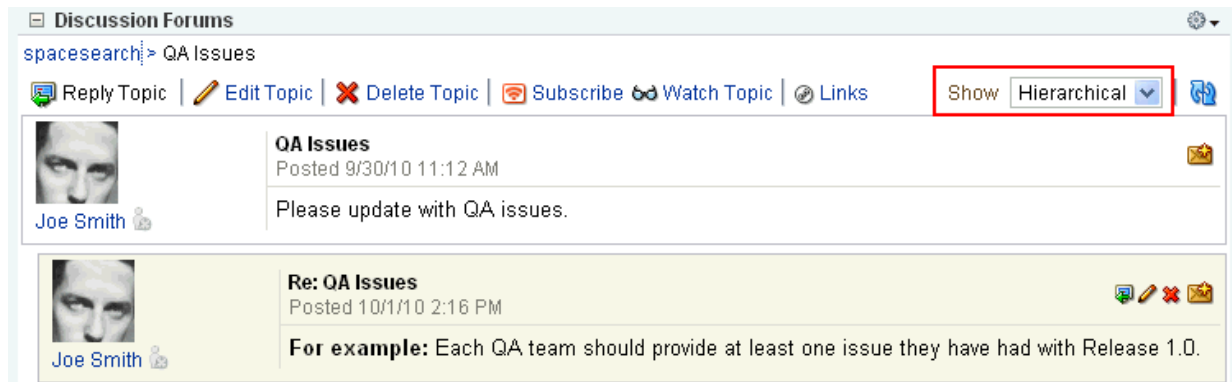 Discussion Forums
spacesearch > QA Issues
Reply Topic | Edit Topic | Delete Topic | Subscribe Watch Topic | Links Show Hierarchical
QA Issues
Posted 9/30/10 11:12 AM
Please update with QA issues.
Joe Smith
Re: QA Issues
Posted 10/1/10 2:16 PM
For example: Each QA team should provide at least one issue they have had with Release 1.0.
Joe Smith